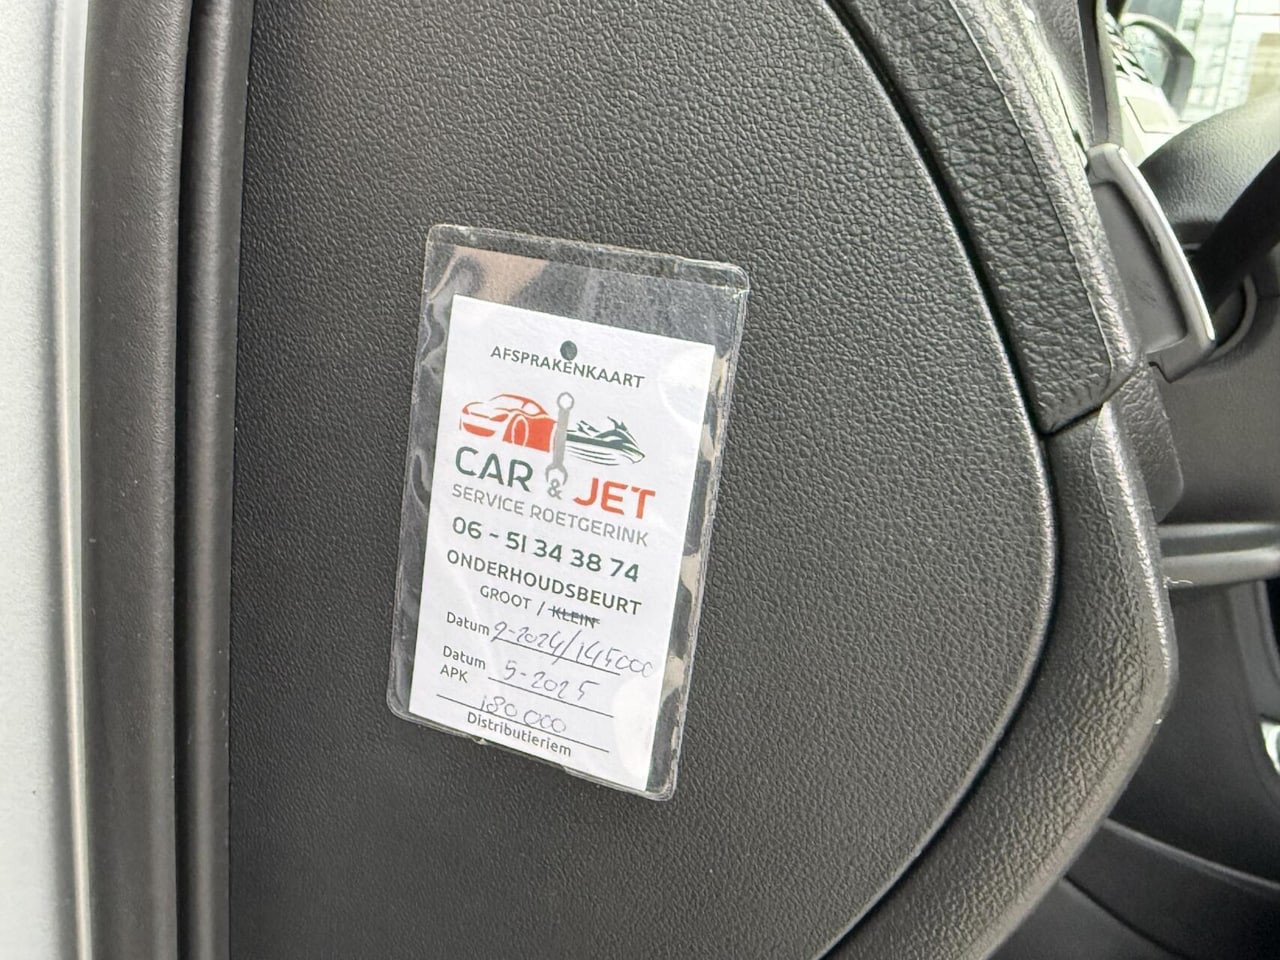 AFSPRAKENKAART
CAR & JET
SERVICE ROETGERINK
06 - 51 34 38 74
ONDERHOUDSBEURT
GROOT / KLEIN
Datum 9-2024/145000
Datum 5-2025
APK
180 000
Distributieriem